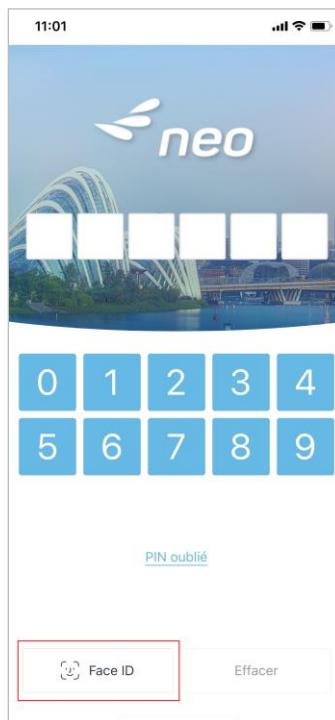 11:01
neo
0 1 2 3 4
5 6 7 8 9
PIN oublié
Face ID Effacer